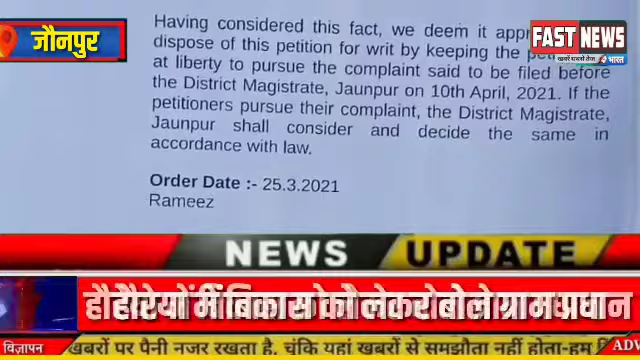 जौनपुर
Having considered this fact, we deem it
dispose of this petition for writ by keeping the
at liberty to pursue the complaint said to be filed before
the District Magistrate, Jaunpur on 10th April, 2021. If the
petitioners pursue their complaint, the District Magistrate,
Jaunpur shall consider and decide the same in
accordance with law.
Order Date :- 25.3.2021
Rameez
FAST NEWS
खबरें सबसे तेज भारत
NEWS UPDATE
में बिकास को लेकर बोले ग्राम प्रधान
विज्ञापन
खबरों पर पैनी नजर रखता है, चूंकि यहां खबरों से समझौता नहीं होता-हम
ADV